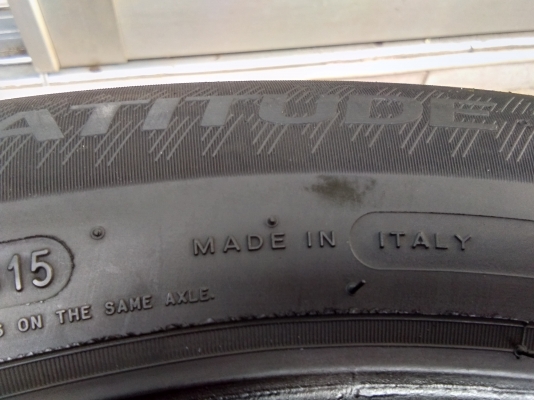 ATITUDE
MADE IN ITALY
15
S ON THE SAME AXLE.